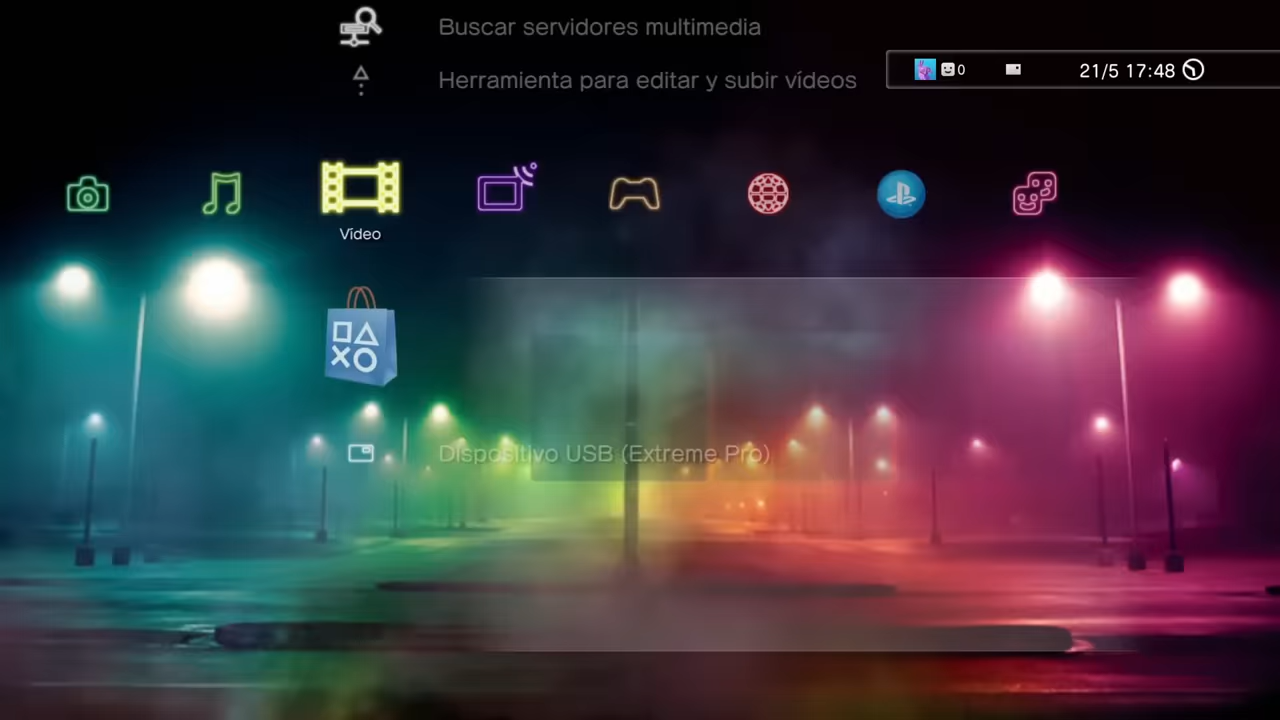 Buscar servidores multimedia
Herramienta para editar y subir vídeos
0
21/5 17:48
Vídeo
Dispositivo USB (Extreme Pro)